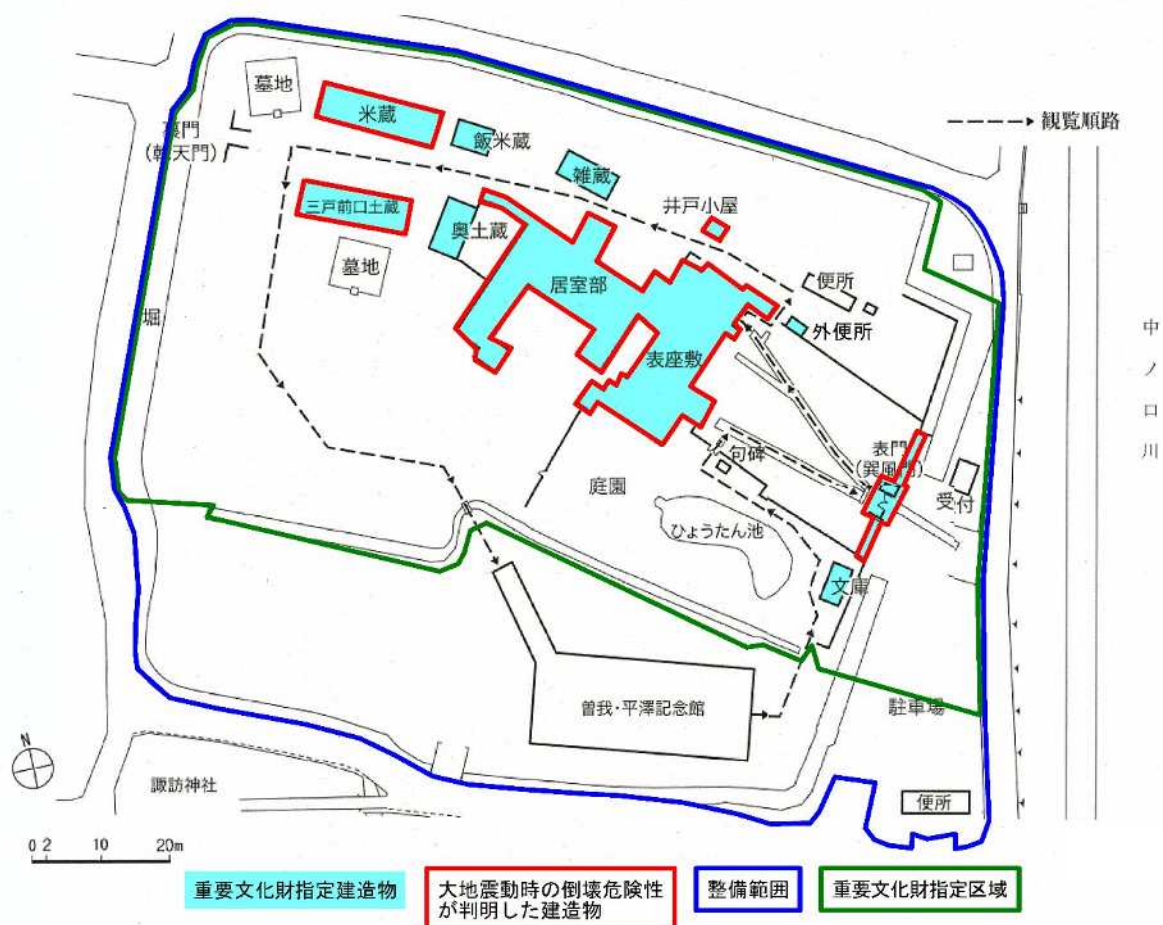 墓地
米蔵
観覧順路
飯米蔵
裏門
(乾天門)
雑蔵
三戸前口土蔵
井戸小屋
奥土蔵
墓地
居室部
便所
堀
外便所
表座敷
中ノ口川
表門
(巽風門)
句碑
庭園
受付
ひょうたん池
文庫
曽我・平澤記念館
駐車場
N
諏訪神社
便所
0 2 10 20m
重要文化財指定建造物
大地震動時の倒壊危険性
が判明した建造物
整備範囲
重要文化財指定区域